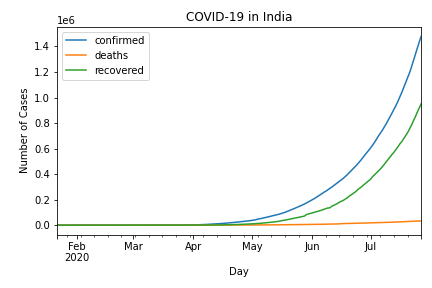 COVID-19 in India
1e6
confirmed
deaths
recovered
1.4
1.2
1.0
0.8
0.6
0.4
0.2
0.0
Number of Cases
Feb Mar Apr May Jun Jul
2020
Day